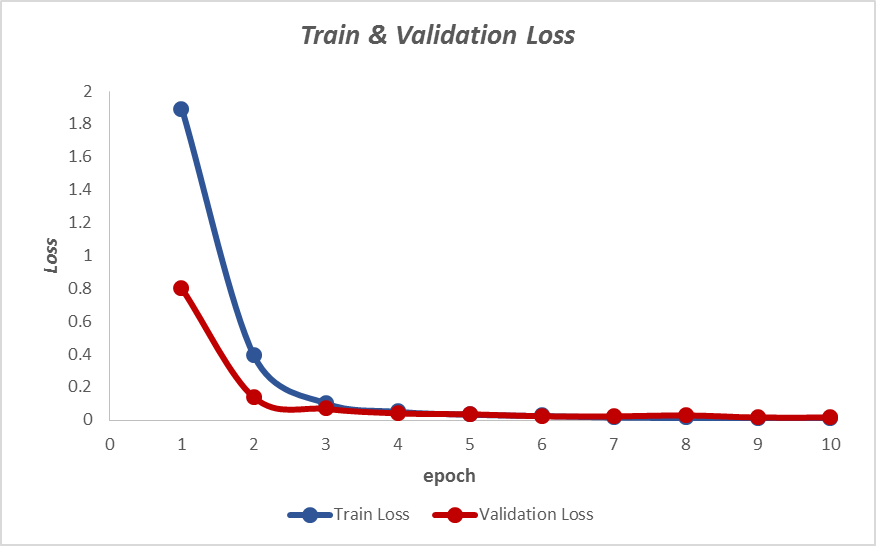 Train & Validation Loss
2
1.8
1.6
1.4
1.2
1
0.8
0.6
0.4
0.2
0
Loss
0 1 2 3 4 5 6 7 8 9 10
epoch
Train Loss Validation Loss